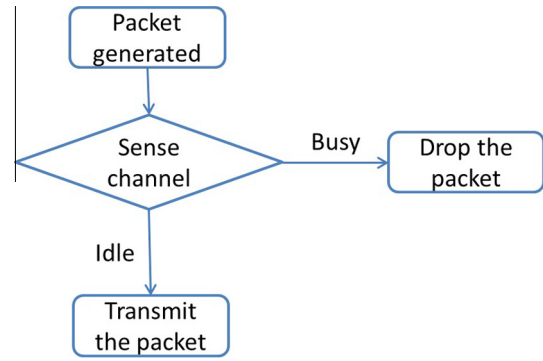 Packet
generated
Sense
channel
Busy
Drop the
packet
Idle
Transmit
the packet